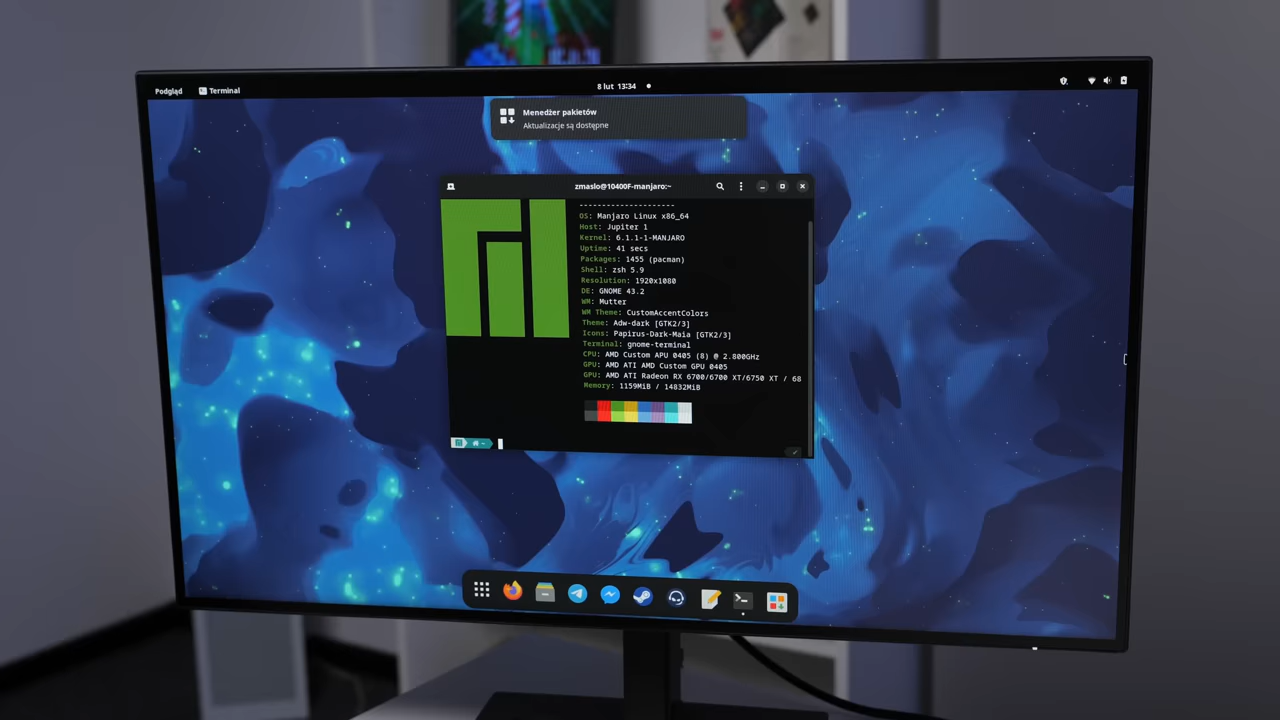 Podgląd
Terminal
8 lut 13:34
Menedżer pakietów
Aktualizacje są dostępne
zmaslo@10400F-manjaro:~
--------------------
OS: Manjaro Linux x86_64
Host: Jupiter 1
Kernel: 6.1.1-1-MANJARO
Uptime: 41 secs
Packages: 1455 (pacman)
Shell: zsh 5.9
Resolution: 1920x1080
DE: GNOME 43.2
WM: Mutter
WM Theme: CustomAccentColors
Theme: Adw-dark [GTK2/3]
Icons: Papirus-Dark-Maia [GTK2/3]
Terminal: gnome-terminal
CPU: AMD Custom APU 0405 (8) @ 2.800GHz
GPU: AMD ATI AMD Custom GPU 0405
GPU: AMD ATI Radeon RX 6700/6700 XT/6750 XT / 68
Memory: 1159MiB / 14832MiB
~